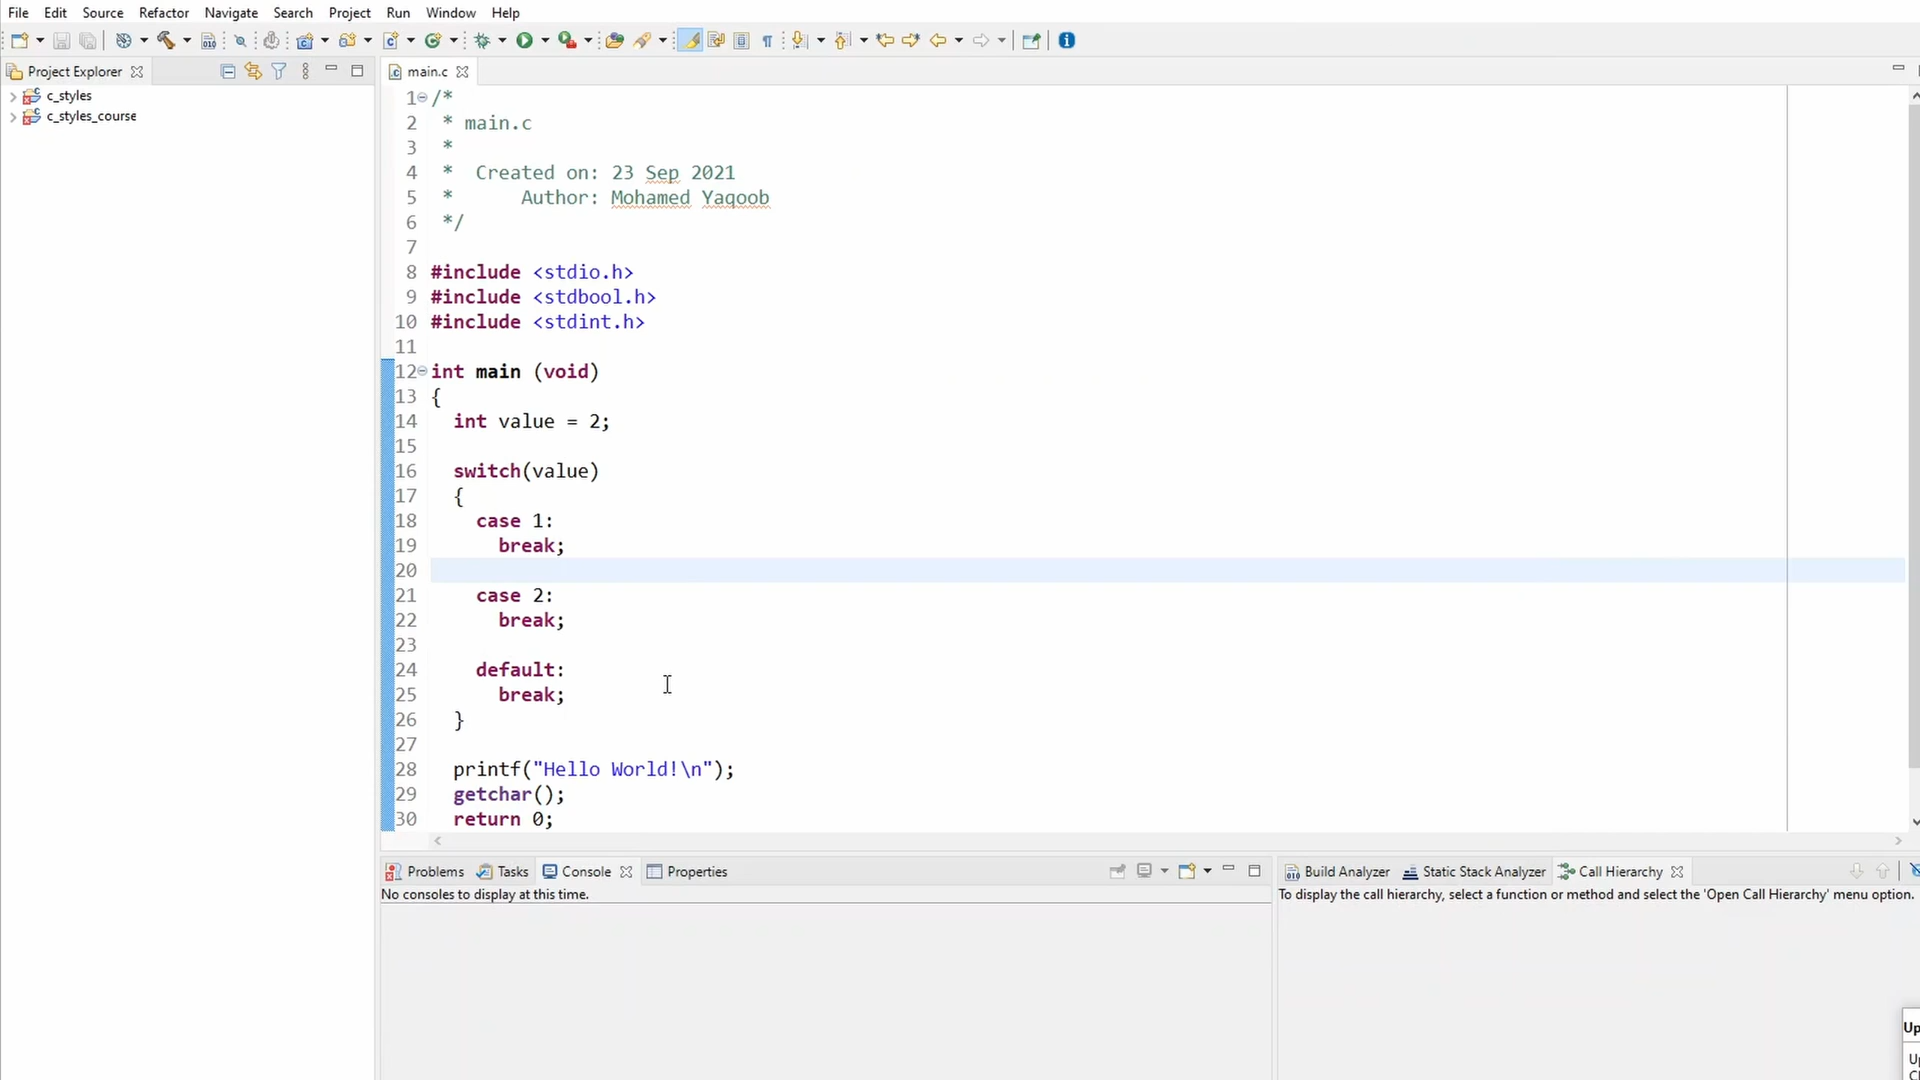 File Edit Source Refactor Navigate Search Project Run Window Help
Project Explorer
c_styles
c_styles_course
main.c
1 /*
2  * main.c
3  *
4  *  Created on: 23 Sep 2021
5  *      Author: Mohamed Yaqoob
6  */
7
8 #include <stdio.h>
9 #include <stdbool.h>
10 #include <stdint.h>
11
12 int main (void)
13 {
14   int value = 2;
15
16   switch(value)
17   {
18     case 1:
19       break;
20
21     case 2:
22       break;
23
24     default:
25       break;
26   }
27
28   printf("Hello World!\n");
29   getchar();
30   return 0;
Problems Tasks Console Properties
No consoles to display at this time.
Build Analyzer Static Stack Analyzer Call Hierarchy
To display the call hierarchy, select a function or method and select the 'Open Call Hierarchy' menu option.